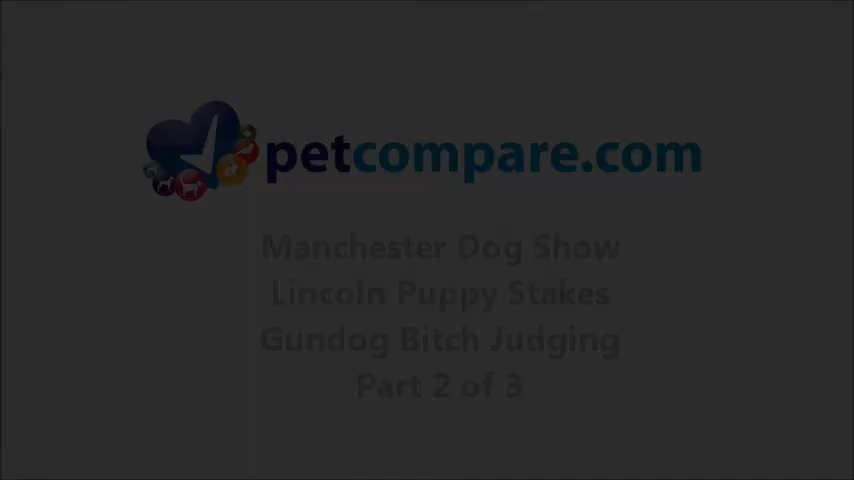 petcompare.com
Manchester Dog Show
Lincoln Puppy Stakes
Gundog Bitch Judging
Part 2 of 3